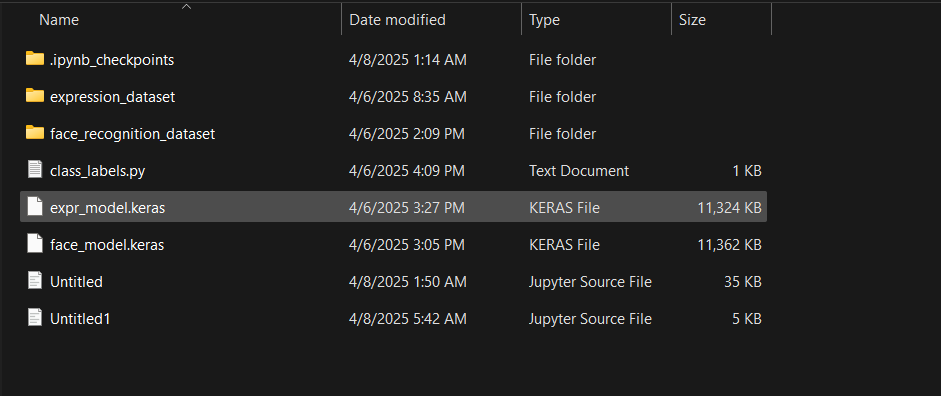 Name Date modified Type Size
.ipynb_checkpoints 4/8/2025 1:14 AM File folder
expression_dataset 4/6/2025 8:35 AM File folder
face_recognition_dataset 4/6/2025 2:09 PM File folder
class_labels.py 4/6/2025 4:09 PM Text Document 1 KB
expr_model.keras 4/6/2025 3:27 PM KERAS File 11,324 KB
face_model.keras 4/6/2025 3:05 PM KERAS File 11,362 KB
Untitled 4/8/2025 1:50 AM Jupyter Source File 35 KB
Untitled1 4/8/2025 5:42 AM Jupyter Source File 5 KB